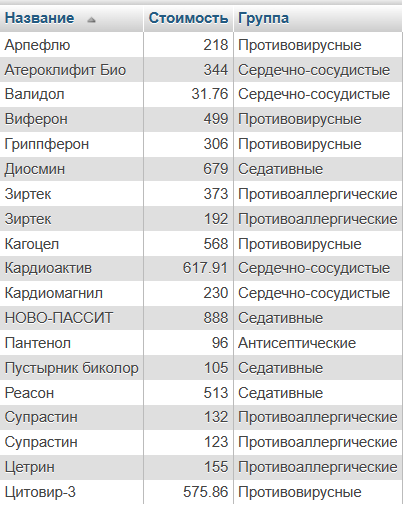 Название Стоимость Группа
Арпефлю 218 Противовирусные
Атероклифит Био 344 Сердечно-сосудистые
Валидол 31.76 Сердечно-сосудистые
Виферон 499 Противовирусные
Гриппферон 306 Противовирусные
Диосмин 679 Седативные
Зиртек 373 Противоаллергические
Зиртек 192 Противоаллергические
Кагоцел 568 Противовирусные
Кардиоактив 617.91 Сердечно-сосудистые
Кардиомагнил 230 Сердечно-сосудистые
НОВО-ПАССИТ 888 Седативные
Пантенол 96 Антисептические
Пустырник биколор 105 Седативные
Реасон 513 Седативные
Супрастин 132 Противоаллергические
Супрастин 123 Противоаллергические
Цетрин 155 Противоаллергические
Цитовир-3 575.86 Противовирусные